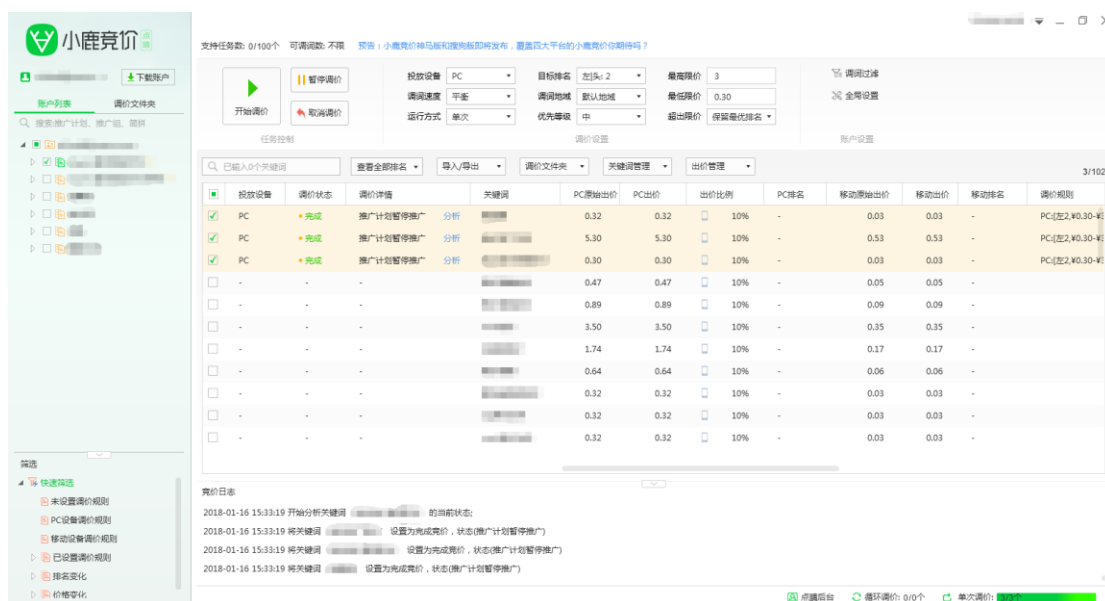 小鹿竞价
支持任务数: 0/100个 可调词数: 不限 预告：小鹿竞价神马版和搜狗版即将发布，覆盖四大平台的小鹿竞价你期待吗？
下载账户
账户列表 调价文件夹
搜索:推广计划、推广组、简拼
开始调价 暂停调价 取消调价
任务控制
投放设备 PC 目标排名 左|头: 2 最高限价 3
调词速度 平衡 调词地域 默认地域 最低限价 0.30
运行方式 单次 优先等级 中 超出限价 保留最优排名
调价设置
调词过滤
全局设置
账户设置
已输入0个关键词 查看全部排名 导入/导出 调价文件夹 关键词管理 出价管理
3/102
投放设备 调价状态 调价详情 关键词 PC原始出价 PC出价 出价比例 PC排名 移动原始出价 移动出价 移动排名 调价规则
PC 完成 推广计划暂停推广 分析 0.32 0.32 10% - 0.03 0.03 - PC:[左2,¥0.30-¥3
PC 完成 推广计划暂停推广 分析 5.30 5.30 10% - 0.53 0.53 - PC:[左2,¥0.30-¥3
PC 完成 推广计划暂停推广 分析 0.30 0.30 10% - 0.03 0.03 - PC:[左2,¥0.30-¥3
- - - 0.47 0.47 10% - 0.05 0.05 -
- - - 0.89 0.89 10% - 0.09 0.09 -
- - - 3.50 3.50 10% - 0.35 0.35 -
- - - 1.74 1.74 10% - 0.17 0.17 -
- - - 0.64 0.64 10% - 0.06 0.06 -
- - - 0.32 0.32 10% - 0.03 0.03 -
- - - 0.32 0.32 10% - 0.03 0.03 -
- - - 0.32 0.32 10% - 0.03 0.03 -
筛选
快速筛选
未设置调价规则
PC设备调价规则
移动设备调价规则
已设置调价规则
排名变化
价格变化
竞价日志
2018-01-16 15:33:19 开始分析关键词 的当前状态;
2018-01-16 15:33:19 将关键词 设置为完成竞价，状态(推广计划暂停推广)
2018-01-16 15:33:19 将关键词 设置为完成竞价，状态(推广计划暂停推广)
2018-01-16 15:33:19 将关键词 设置为完成竞价，状态(推广计划暂停推广)
点睛后台 循环调价: 0/0个 单次调价: 3/3个